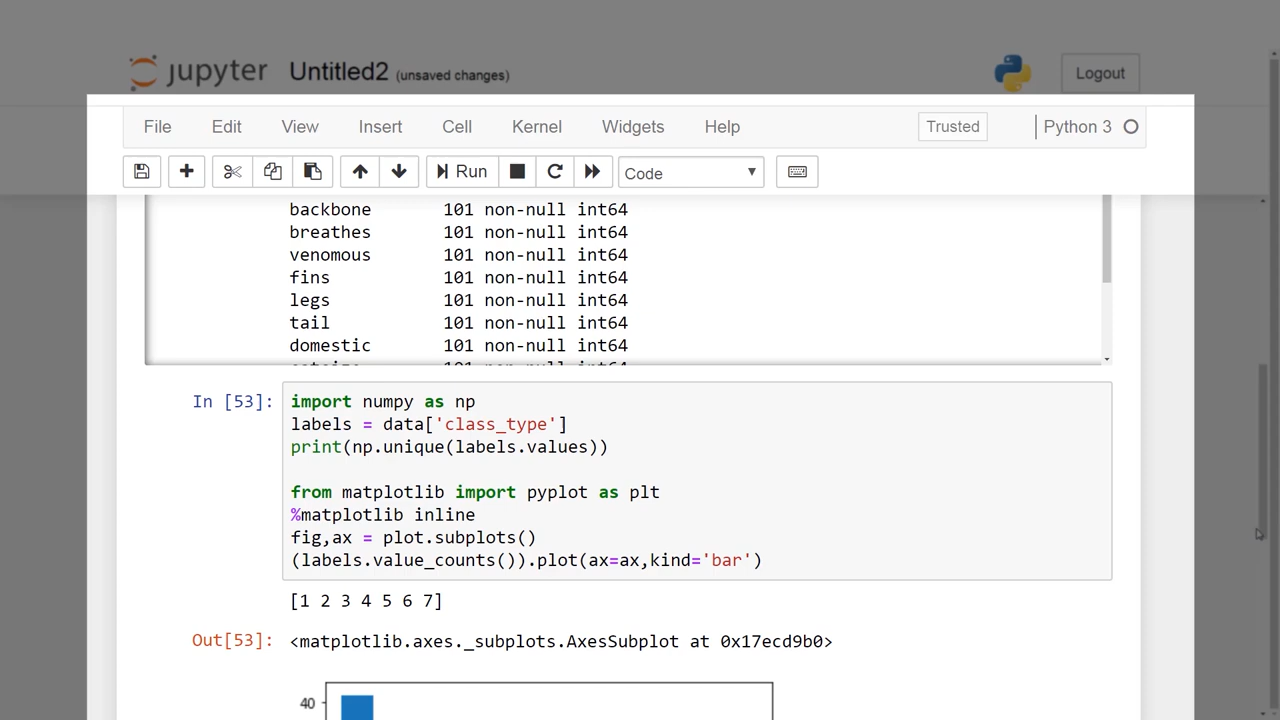 jupyter Untitled2 (unsaved changes) Logout
File Edit View Insert Cell Kernel Widgets Help Trusted Python 3
Run Code
backbone 101 non-null int64
breathes 101 non-null int64
venomous 101 non-null int64
fins 101 non-null int64
legs 101 non-null int64
tail 101 non-null int64
domestic 101 non-null int64
In [53]: import numpy as np
labels = data['class_type']
print(np.unique(labels.values))
from matplotlib import pyplot as plt
%matplotlib inline
fig,ax = plot.subplots()
(labels.value_counts()).plot(ax=ax,kind='bar')
[1 2 3 4 5 6 7]
Out[53]: <matplotlib.axes._subplots.AxesSubplot at 0x17ecd9b0>
40